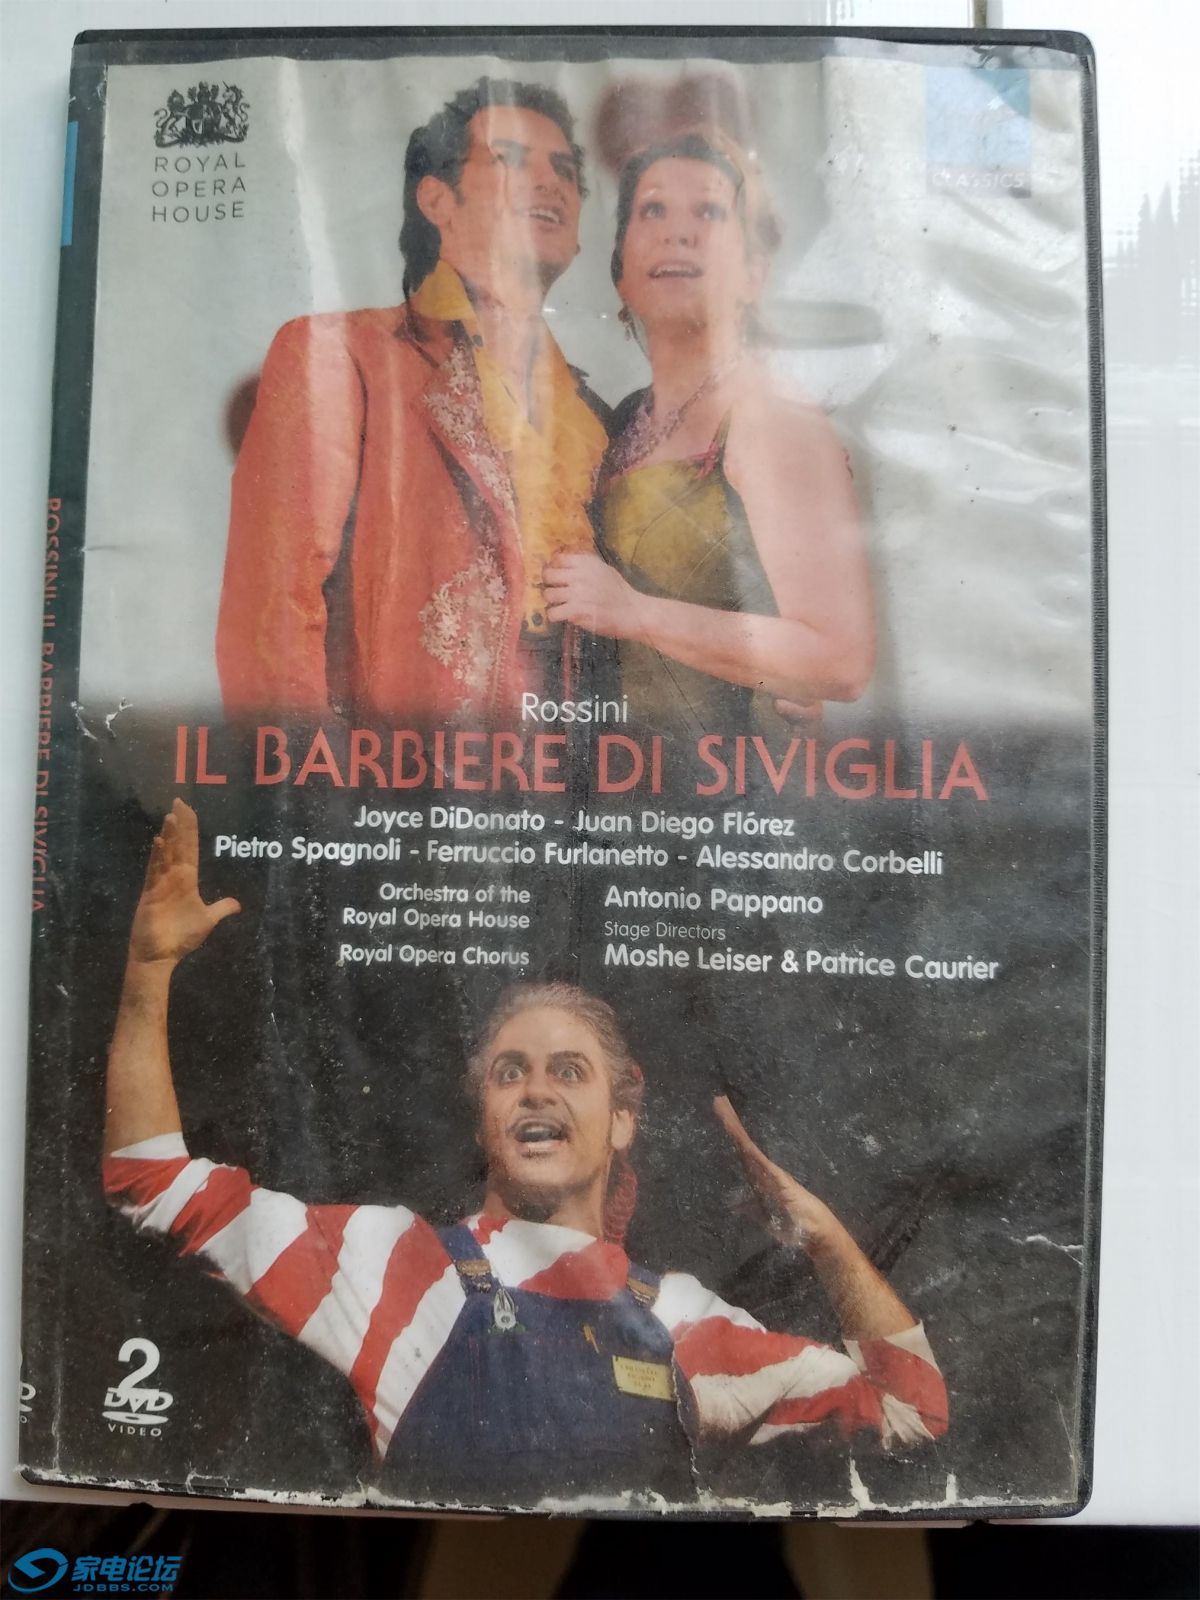 ROYAL
OPERA
HOUSE
CLASSICS
Rossini
IL BARBIERE DI SIVIGLIA
Joyce DiDonato - Juan Diego Flórez
Pietro Spagnoli - Ferruccio Furlanetto - Alessandro Corbelli
Orchestra of the
Royal Opera House
Royal Opera Chorus
Antonio Pappano
Stage Directors
Moshe Leiser & Patrice Caurier
2
DVD
VIDEO
ROSSINI: IL BARBIERE DI SIVIGLIA
家电论坛
JDBBS.COM